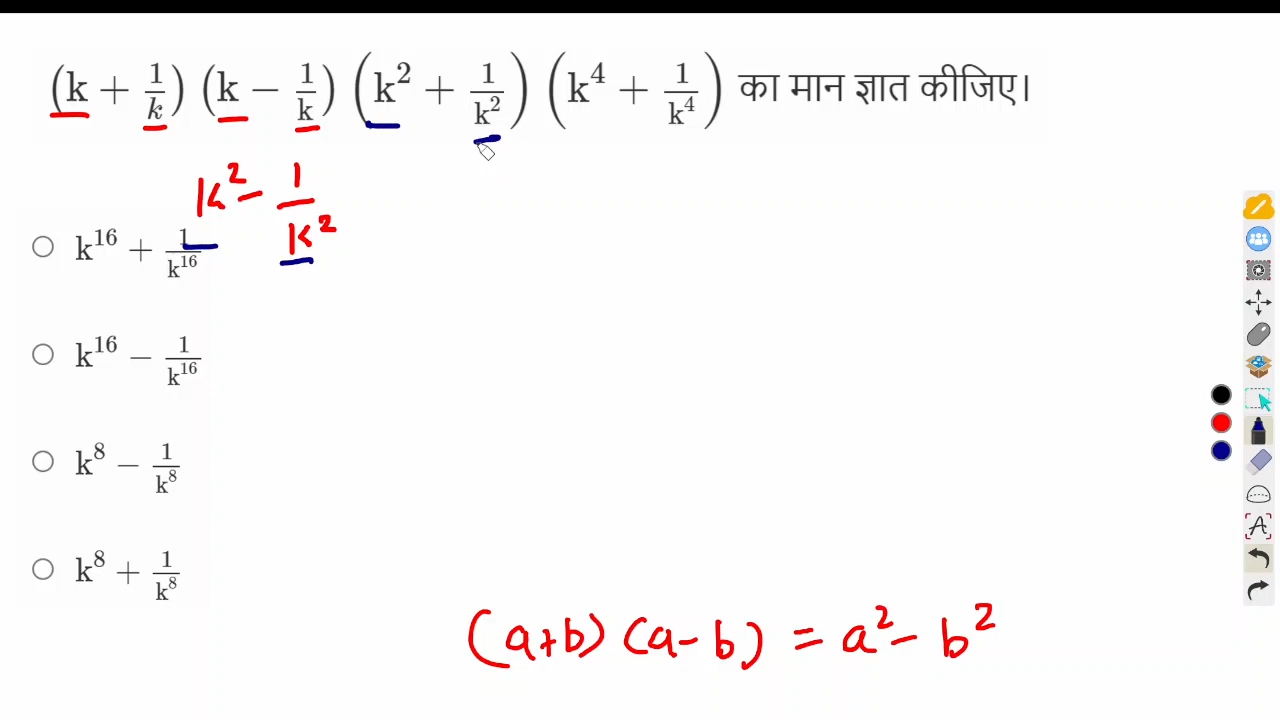 (k + 1/k) (k − 1/k) (k² + 1/k²) (k⁴ + 1/k⁴) का मान ज्ञात कीजिए।
k² − 1/k²
k¹⁶ + 1/k¹⁶
k¹⁶ − 1/k¹⁶
k⁸ − 1/k⁸
k⁸ + 1/k⁸
(a+b) (a−b) = a² − b²